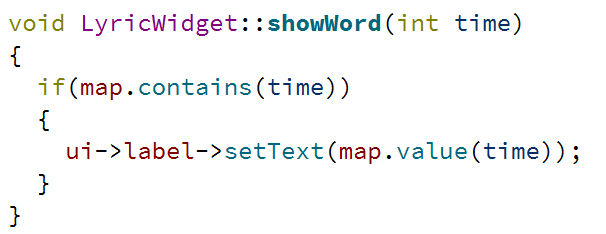 void LyricWidget::showWord(int time)
{
  if(map.contains(time))
  {
    ui->label->setText(map.value(time));
  }
}